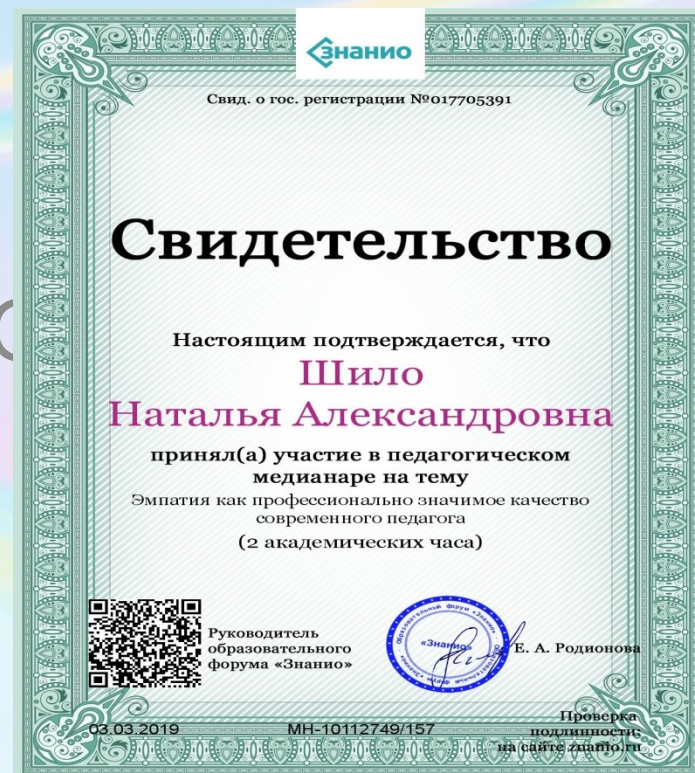 Знанио
Свид. о гос. регистрации №017705391
Свидетельство
Настоящим подтверждается, что
Шило
Наталья Александровна
принял(а) участие в педагогическом
медианаре на тему
Эмпатия как профессионально значимое качество
современного педагога
(2 академических часа)
Руководитель
образовательного
форума «Знанио»
«Знанио»
Е. А. Родионова
03.03.2019
МН-10112749/157
Проверка
подлинности:
на сайте znanio.ru